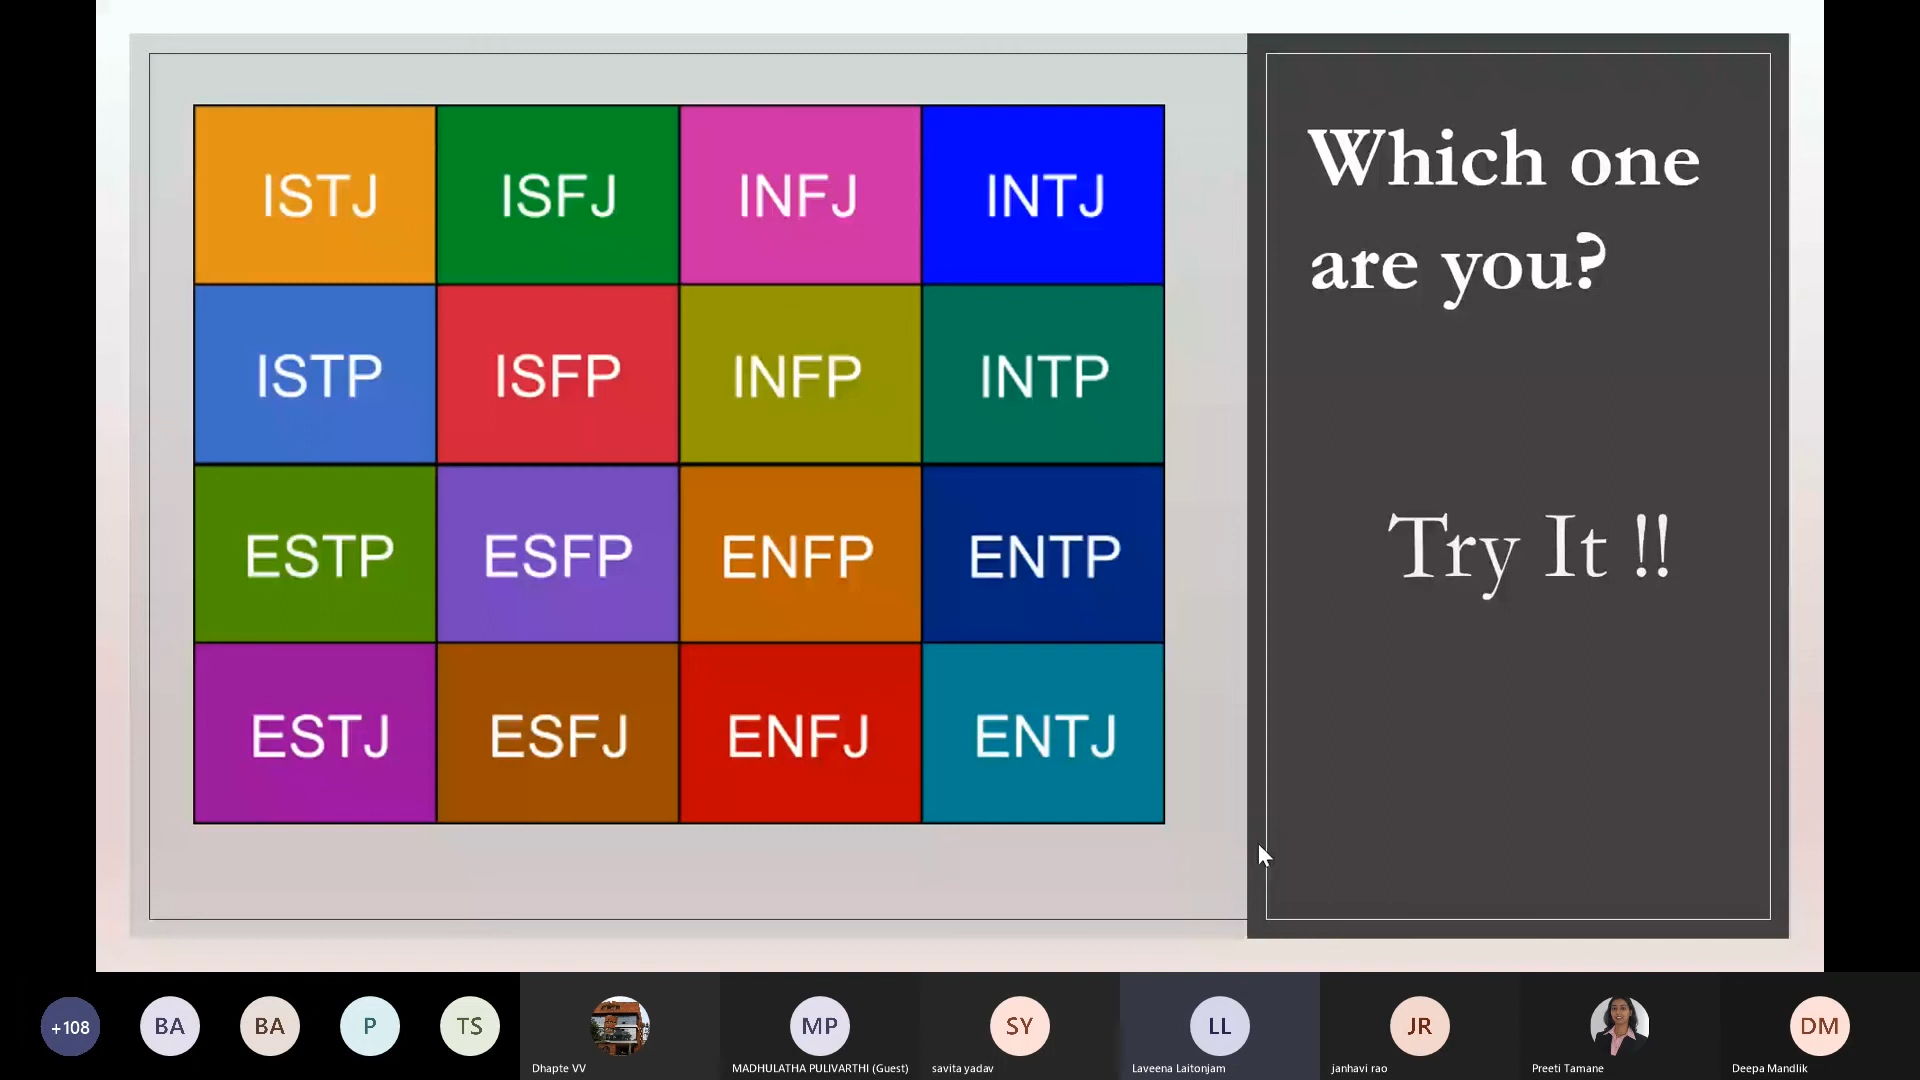 ISTJ ISFJ INFJ INTJ
ISTP ISFP INFP INTP
ESTP ESFP ENFP ENTP
ESTJ ESFJ ENFJ ENTJ
Which one
are you?
Try It !!
+108 BA BA P TS MP SY LL JR DM
Dhapte VV MADHULATHA PULIVARTHI (Guest) savita yadav Laveena Laitonjam janhavi rao Preeti Tamane Deepa Mandlik